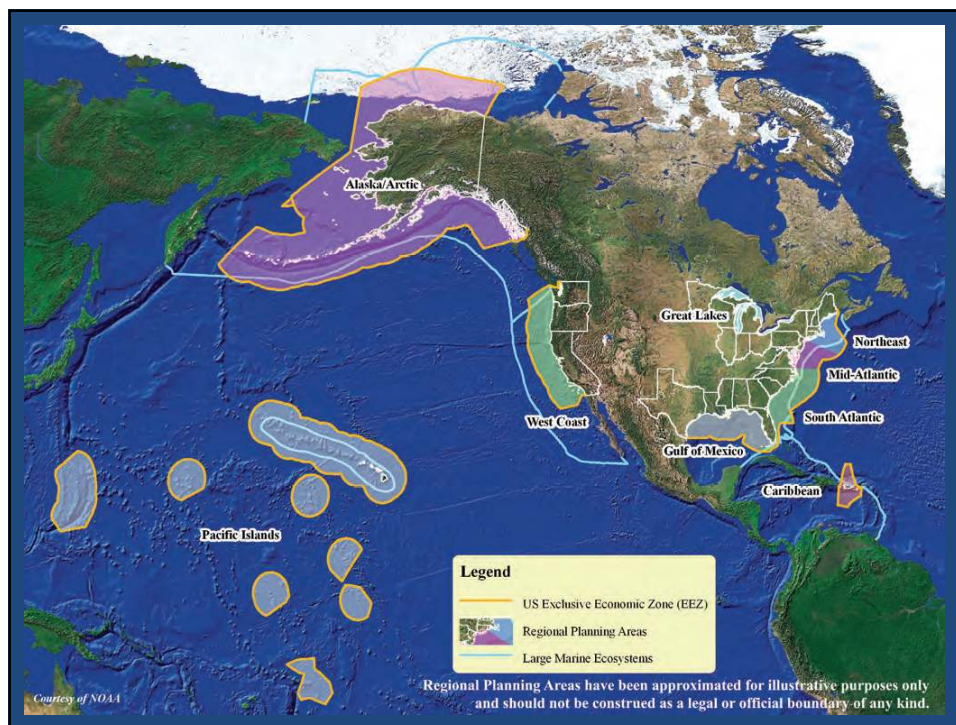 Alaska/Arctic
Great Lakes
Northeast
Mid-Atlantic
West Coast
South Atlantic
Gulf of Mexico
Caribbean
Pacific Islands
Legend
US Exclusive Economic Zone (EEZ)
Regional Planning Areas
Large Marine Ecosystems
Courtesy of NOAA
Regional Planning Areas have been approximated for illustrative purposes only
and should not be construed as a legal or official boundary of any kind.